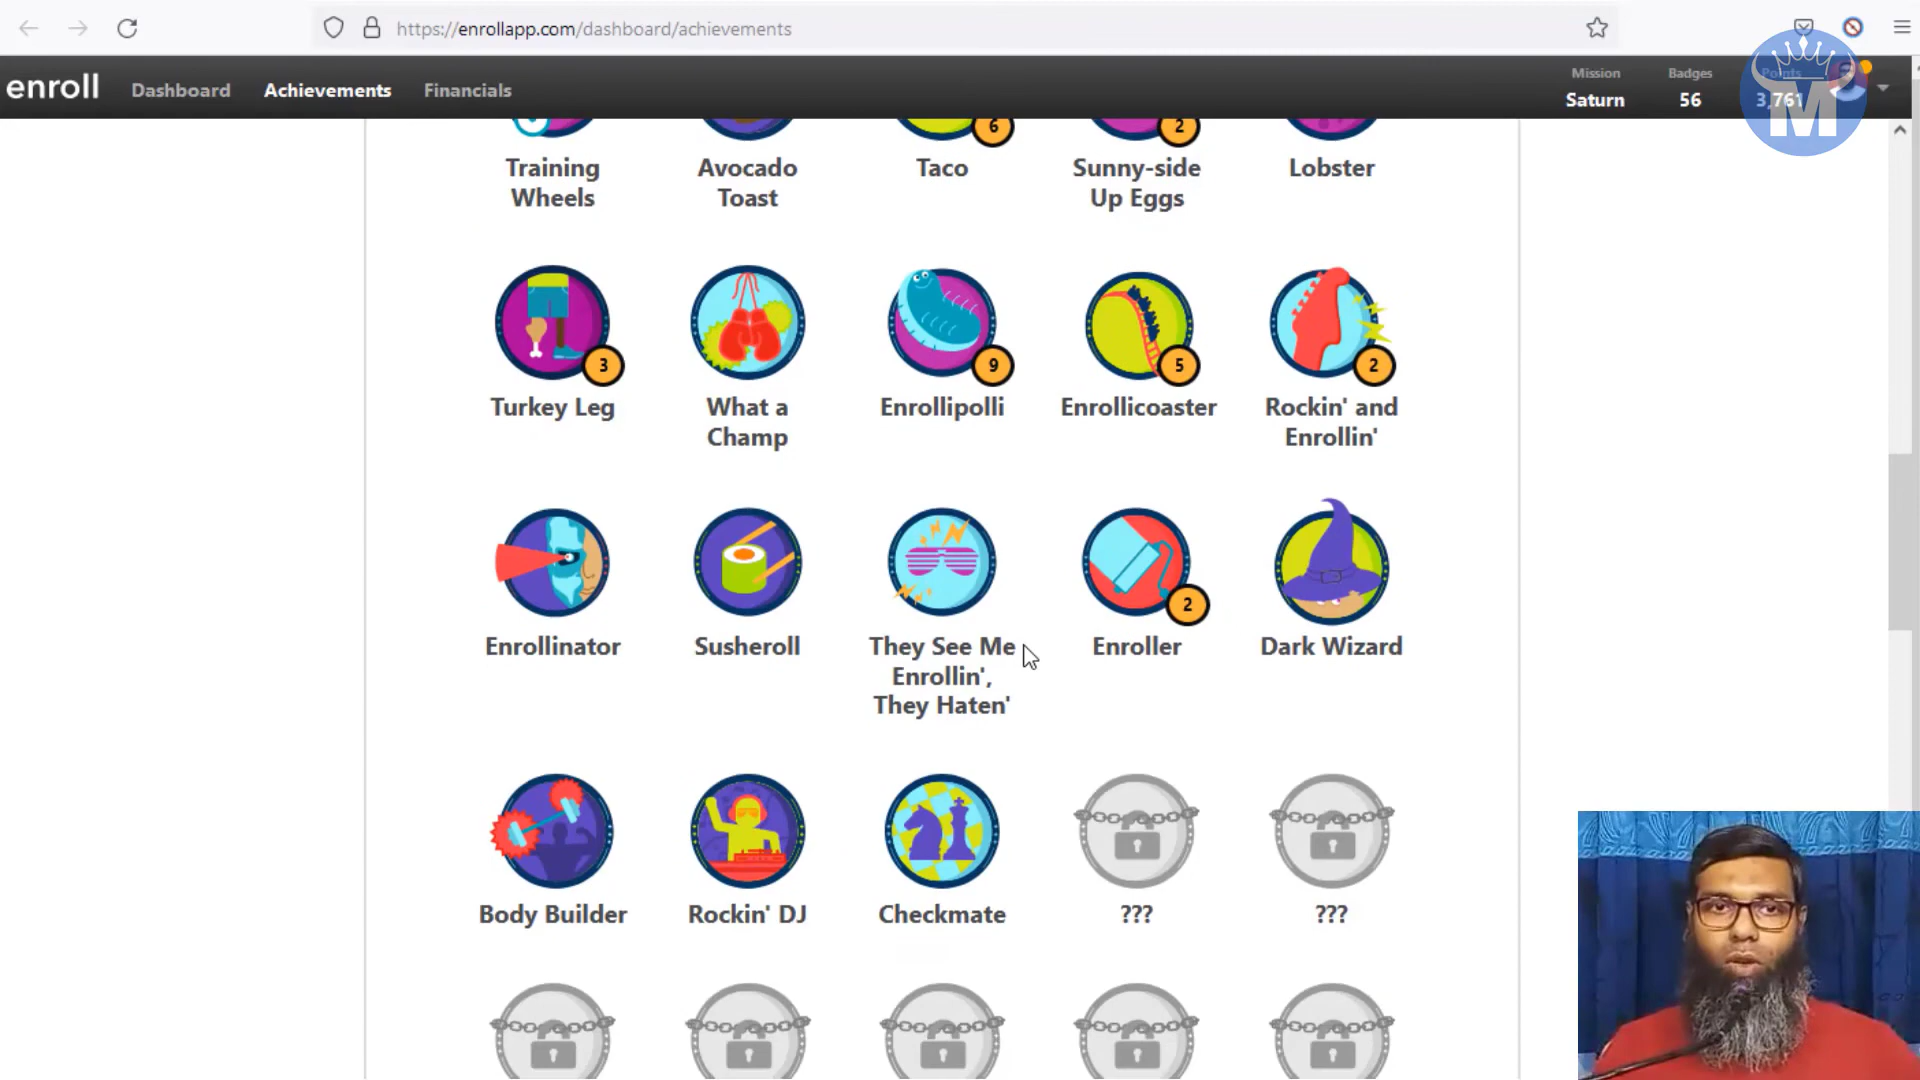 https://enrollapp.com/dashboard/achievements
enroll
Dashboard
Achievements
Financials
Mission
Saturn
Badges
56
Points
3,761
M
6
2
Training
Wheels
Avocado
Toast
Taco
Sunny-side
Up Eggs
Lobster
3
9
5
2
Turkey Leg
What a
Champ
Enrollipolli
Enrollicoaster
Rockin' and
Enrollin'
2
Enrollinator
Susheroll
They See Me
Enrollin',
They Haten'
Enroller
Dark Wizard
Body Builder
Rockin' DJ
Checkmate
???
???